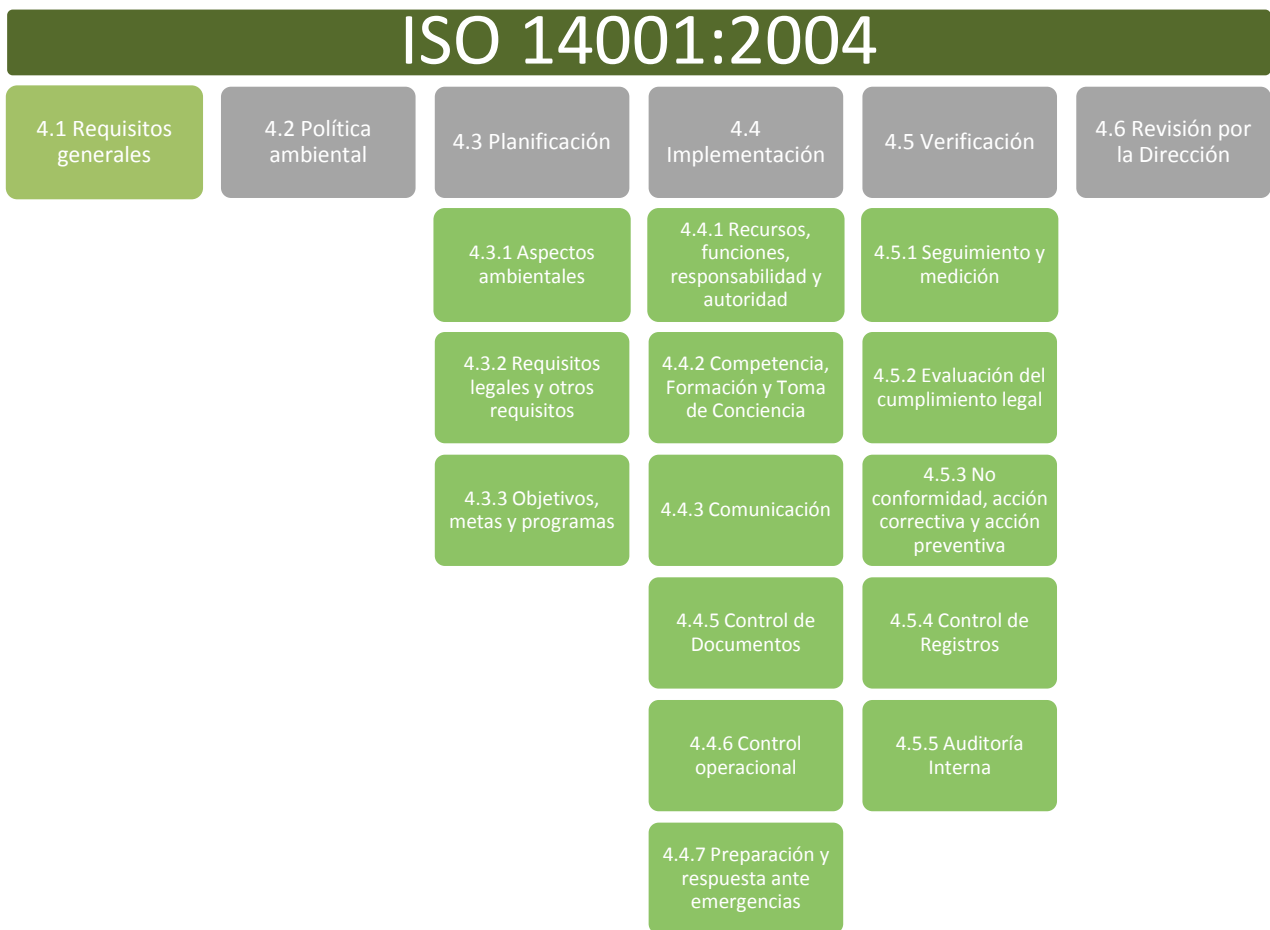 ISO 14001:2004
4.1 Requisitos
generales
4.2 Política
ambiental
4.3 Planificación
4.4
Implementación
4.5 Verificación
4.6 Revisión por
la Dirección
4.3.1 Aspectos
ambientales
4.3.2 Requisitos
legales y otros
requisitos
4.3.3 Objetivos,
metas y programas
4.4.1 Recursos,
funciones,
responsabilidad y
autoridad
4.4.2 Competencia,
Formación y Toma
de Conciencia
4.4.3 Comunicación
4.4.5 Control de
Documentos
4.4.6 Control
operacional
4.4.7 Preparación y
respuesta ante
emergencias
4.5.1 Seguimiento y
medición
4.5.2 Evaluación del
cumplimiento legal
4.5.3 No
conformidad, acción
correctiva y acción
preventiva
4.5.4 Control de
Registros
4.5.5 Auditoría
Interna